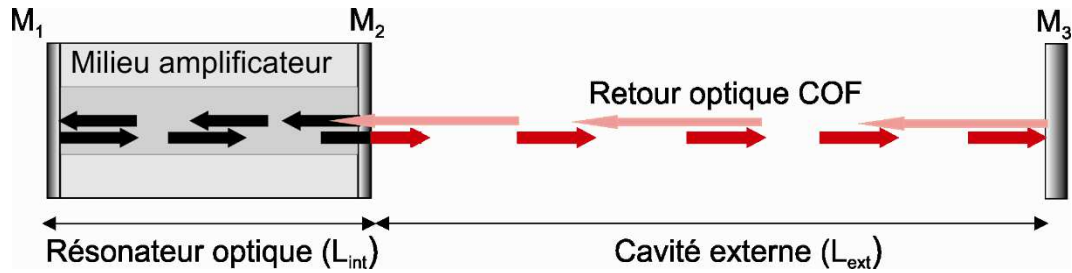 M1 M2 M3
Milieu amplificateur
Retour optique COF
Résonateur optique (Lint) Cavité externe (Lext)